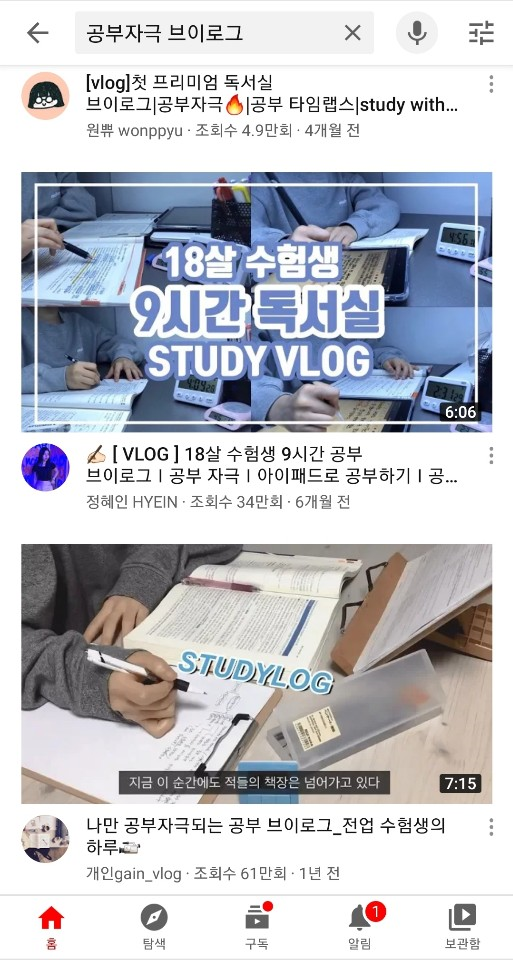 공부자극 브이로그
[vlog]첫 프리미엄 독서실
브이로그|공부자극🔥|공부 타임랩스|study with...
원쀼 wonppyu · 조회수 4.9만회 · 4개월 전
18살 수험생
9시간 독서실
STUDY VLOG
6:06
✍🏻 [ VLOG ] 18살 수험생 9시간 공부
브이로그ㅣ공부 자극ㅣ아이패드로 공부하기ㅣ공...
정혜인 HYEIN · 조회수 34만회 · 6개월 전
STUDYLOG
지금 이 순간에도 적들의 책장은 넘어가고 있다
7:15
나만 공부자극되는 공부 브이로그_전업 수험생의
하루📹
개인gain_vlog · 조회수 61만회 · 1년 전
1
홈
탐색
구독
알림
보관함